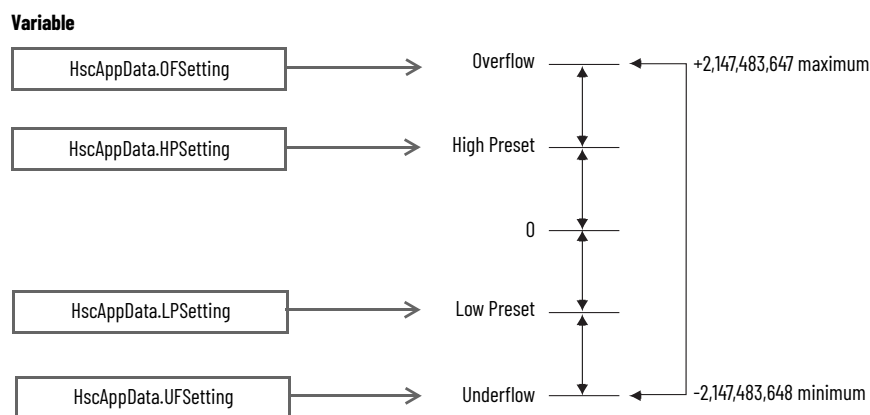 Variable
HscAppData.OFSetting
Overflow
+2,147,483,647 maximum
HscAppData.HPSetting
High Preset
0
HscAppData.LPSetting
Low Preset
HscAppData.UFSetting
Underflow
-2,147,483,648 minimum